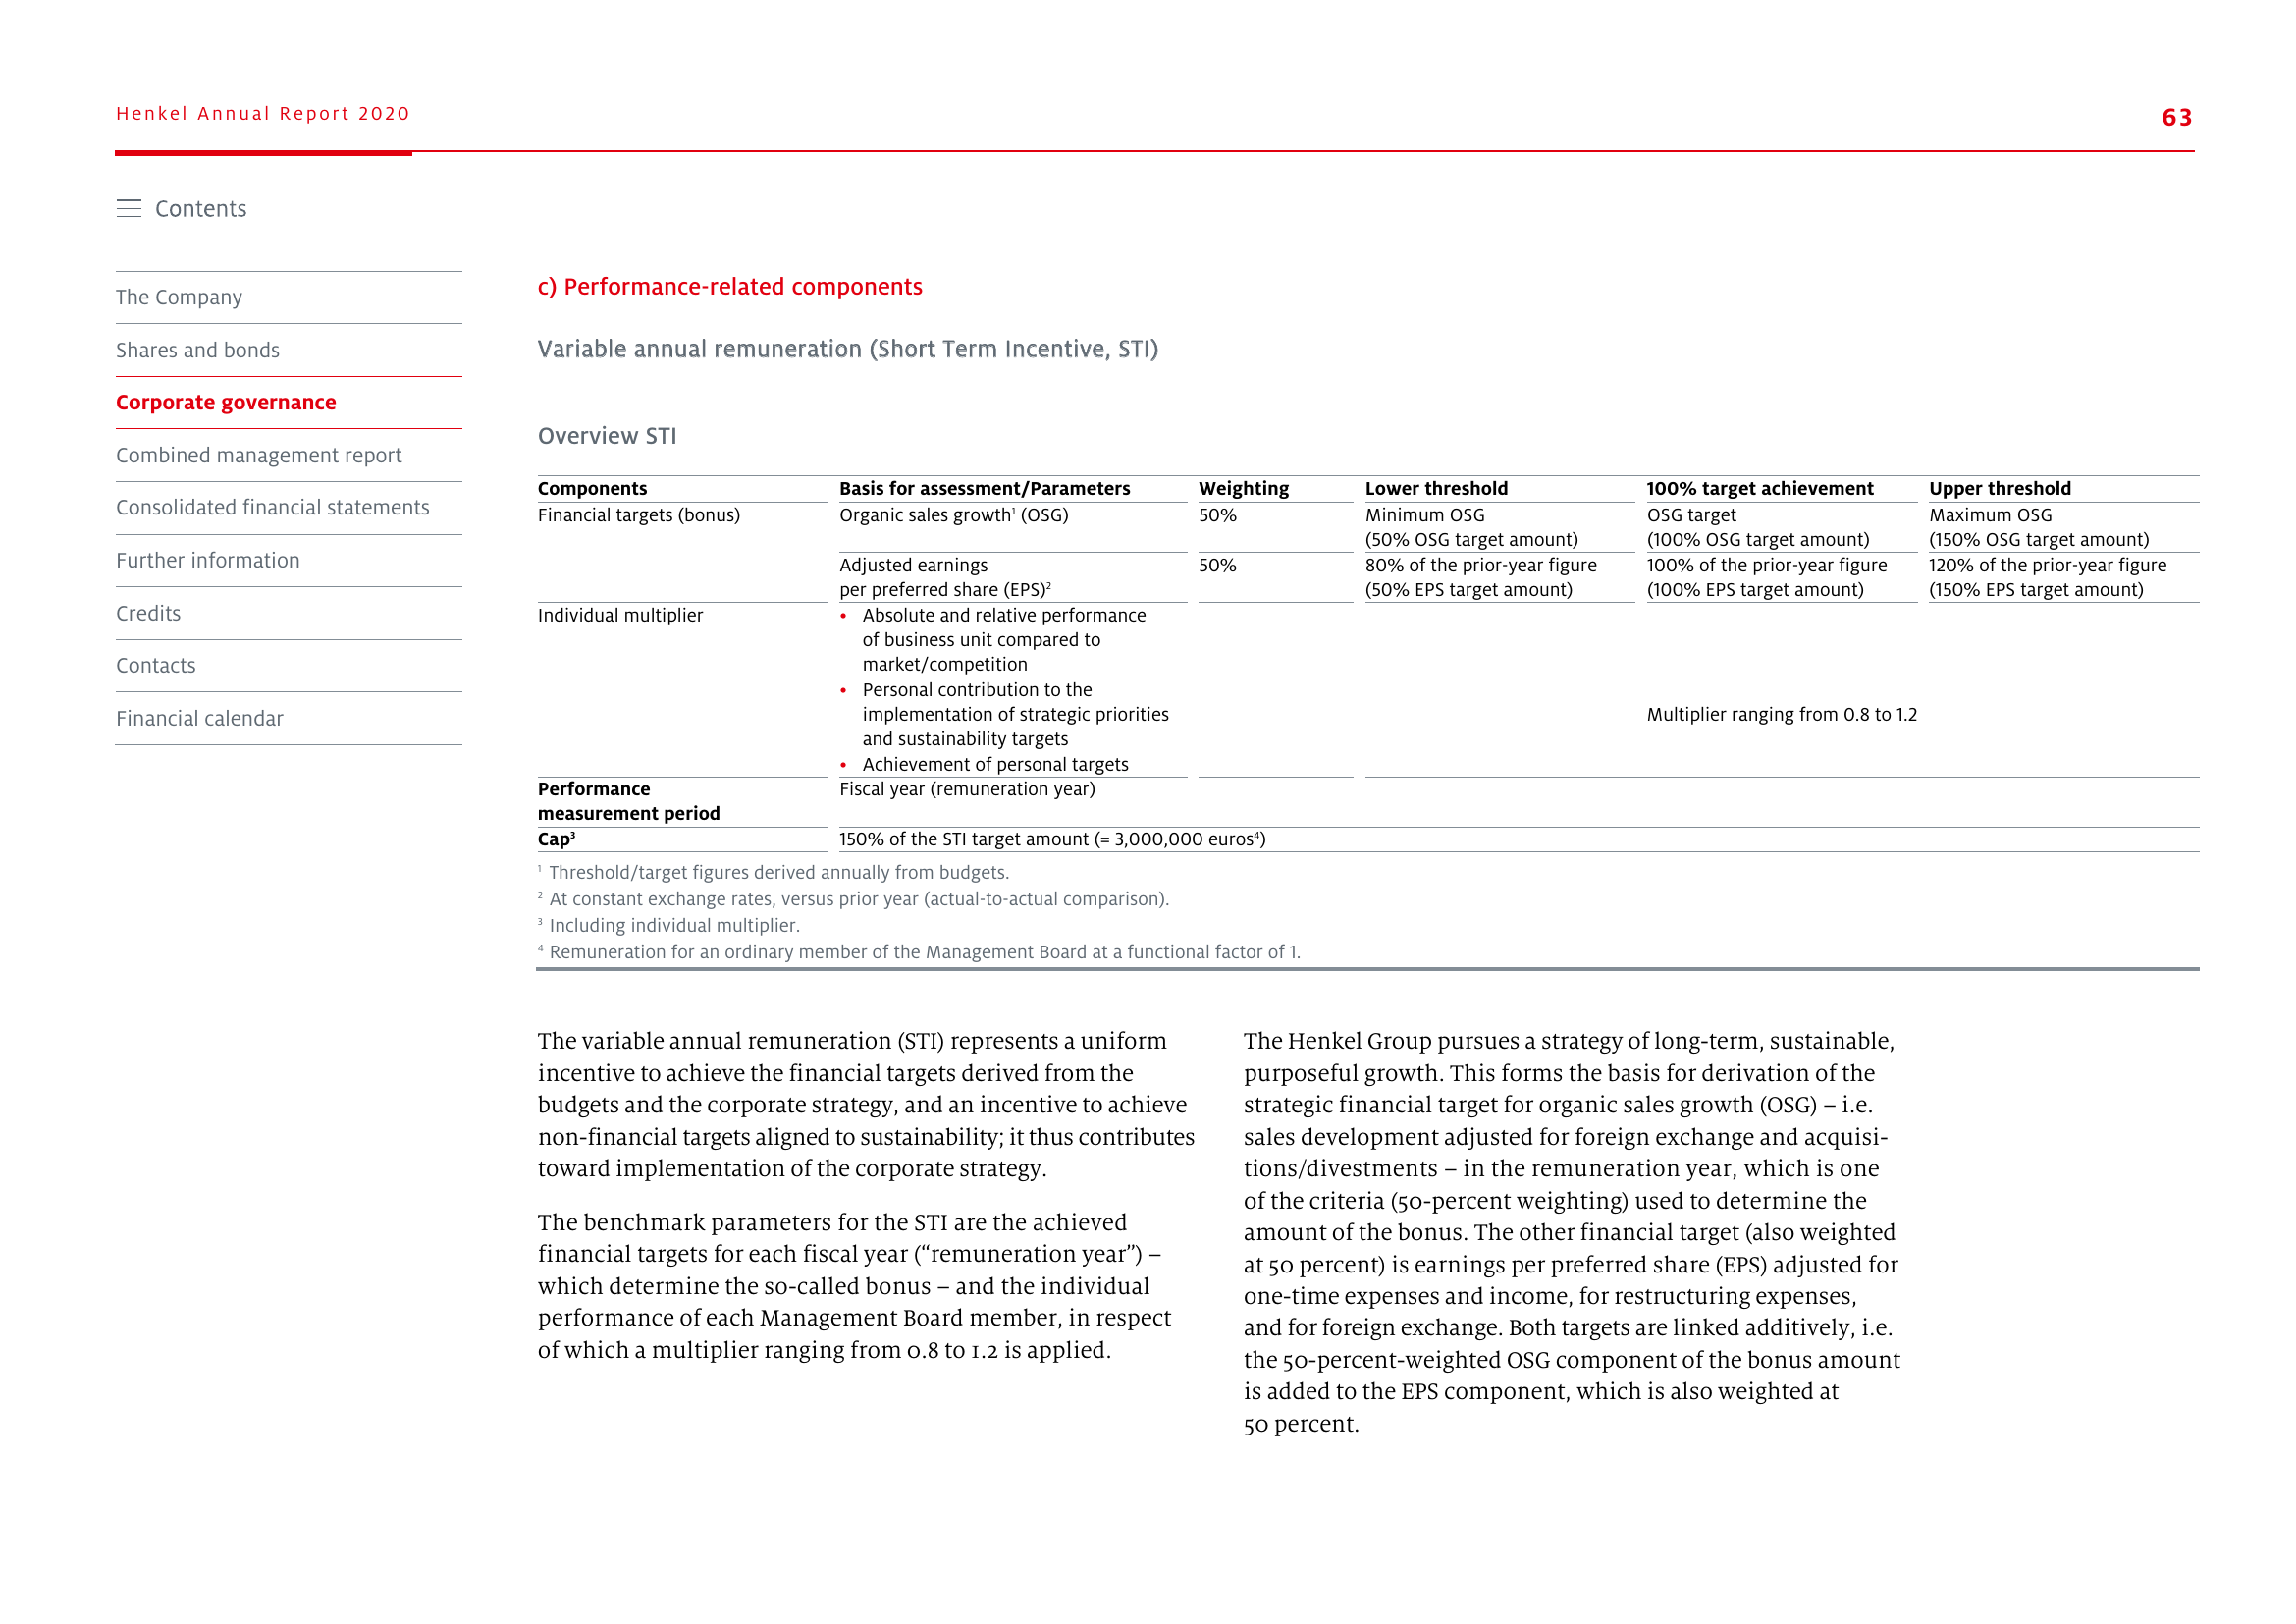 Henkel Annual Report 2020
63
Contents
The Company
Shares and bonds
Corporate governance
Combined management report
Consolidated financial statements
Further information
Credits
Contacts
Financial calendar
c) Performance-related components
Variable annual remuneration (Short Term Incentive, STI)
Overview STI
Components Basis for assessment/Parameters Weighting Lower threshold 100% target achievement Upper threshold
Financial targets (bonus) Organic sales growth¹ (OSG) 50% Minimum OSG OSG target Maximum OSG
(50% OSG target amount) (100% OSG target amount) (150% OSG target amount)
Adjusted earnings 50% 80% of the prior-year figure 100% of the prior-year figure 120% of the prior-year figure
per preferred share (EPS)² (50% EPS target amount) (100% EPS target amount) (150% EPS target amount)
Individual multiplier • Absolute and relative performance
of business unit compared to
market/competition
• Personal contribution to the
implementation of strategic priorities Multiplier ranging from 0.8 to 1.2
and sustainability targets
• Achievement of personal targets
Performance Fiscal year (remuneration year)
measurement period
Cap³ 150% of the STI target amount (= 3,000,000 euros⁴)
¹ Threshold/target figures derived annually from budgets.
² At constant exchange rates, versus prior year (actual-to-actual comparison).
³ Including individual multiplier.
⁴ Remuneration for an ordinary member of the Management Board at a functional factor of 1.
The variable annual remuneration (STI) represents a uniform
incentive to achieve the financial targets derived from the
budgets and the corporate strategy, and an incentive to achieve
non-financial targets aligned to sustainability; it thus contributes
toward implementation of the corporate strategy.
The benchmark parameters for the STI are the achieved
financial targets for each fiscal year (“remuneration year”) –
which determine the so-called bonus – and the individual
performance of each Management Board member, in respect
of which a multiplier ranging from 0.8 to 1.2 is applied.
The Henkel Group pursues a strategy of long-term, sustainable,
purposeful growth. This forms the basis for derivation of the
strategic financial target for organic sales growth (OSG) – i.e.
sales development adjusted for foreign exchange and acquisi-
tions/divestments – in the remuneration year, which is one
of the criteria (50-percent weighting) used to determine the
amount of the bonus. The other financial target (also weighted
at 50 percent) is earnings per preferred share (EPS) adjusted for
one-time expenses and income, for restructuring expenses,
and for foreign exchange. Both targets are linked additively, i.e.
the 50-percent-weighted OSG component of the bonus amount
is added to the EPS component, which is also weighted at
50 percent.